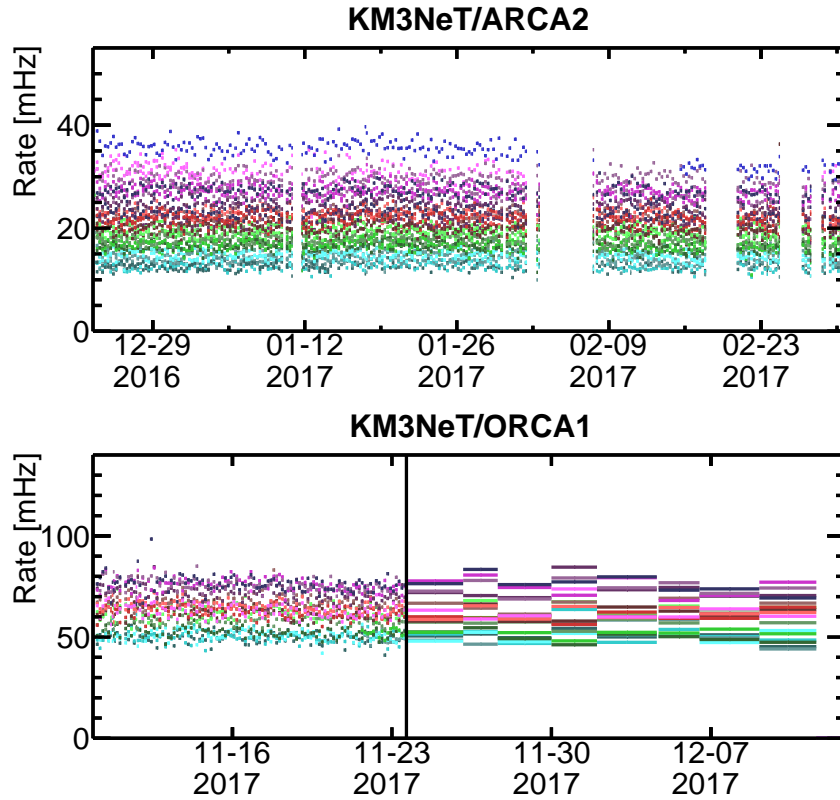 KM3NeT/ARCA2
Rate [mHz]
40
20
0
12-29 01-12 01-26 02-09 02-23
2016 2017 2017 2017 2017
KM3NeT/ORCA1
Rate [mHz]
100
50
0
11-16 11-23 11-30 12-07
2017 2017 2017 2017